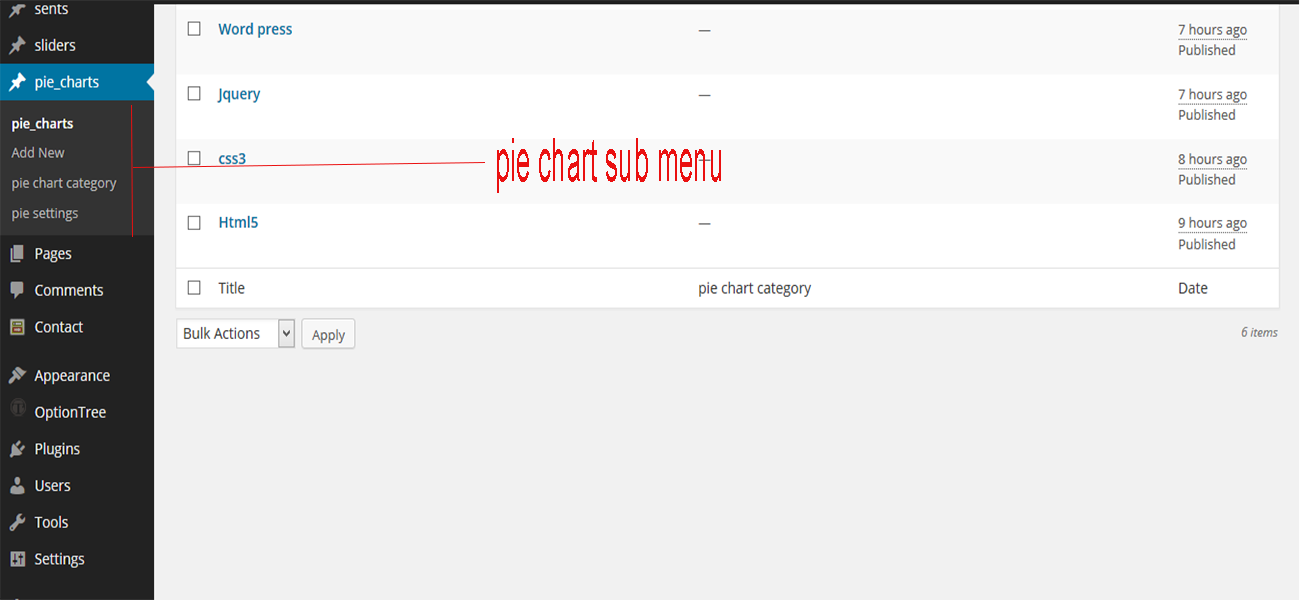 sents
sliders
pie_charts
pie_charts
Add New
pie chart category
pie settings
Pages
Comments
Contact
Appearance
OptionTree
Plugins
Users
Tools
Settings
Word press — 7 hours ago
Published
Jquery — 7 hours ago
Published
css3 — 8 hours ago
Published
pie chart sub menu
Html5 — 9 hours ago
Published
Title pie chart category Date
Bulk Actions Apply 6 items